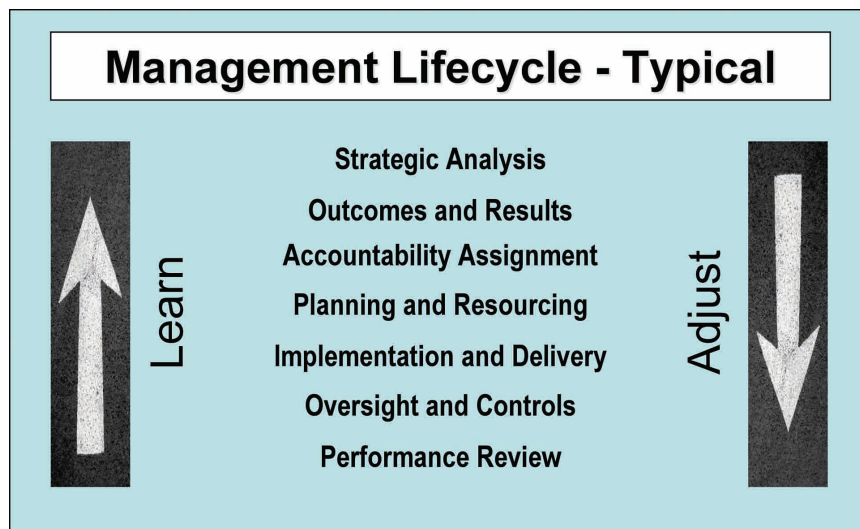 Management Lifecycle - Typical
Strategic Analysis
Outcomes and Results
Accountability Assignment
Planning and Resourcing
Implementation and Delivery
Oversight and Controls
Performance Review
Learn
Adjust